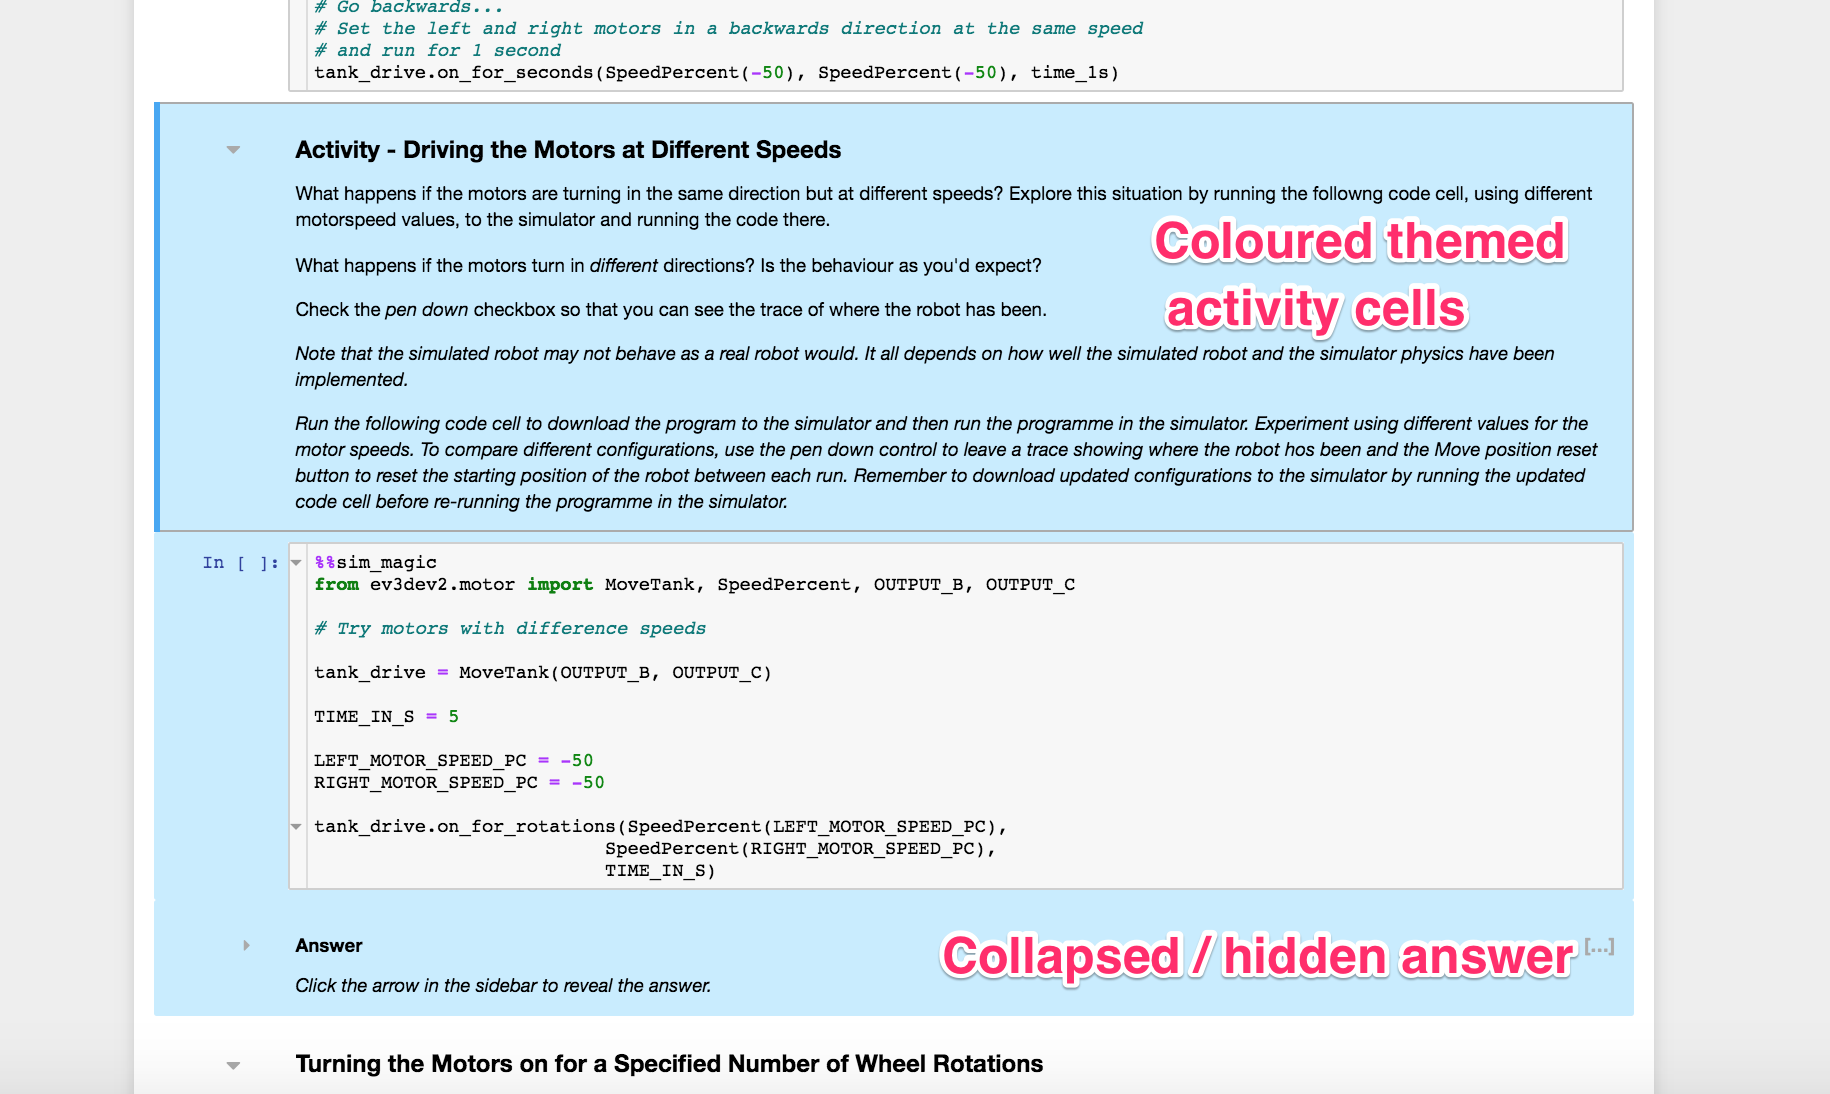 # Go backwards...
# Set the left and right motors in a backwards direction at the same speed
# and run for 1 second
tank_drive.on_for_seconds(SpeedPercent(-50), SpeedPercent(-50), time_1s)
Activity - Driving the Motors at Different Speeds
What happens if the motors are turning in the same direction but at different speeds? Explore this situation by running the followng code cell, using different
motorspeed values, to the simulator and running the code there.
Coloured themed
activity cells
What happens if the motors turn in different directions? Is the behaviour as you'd expect?
Check the pen down checkbox so that you can see the trace of where the robot has been.
Note that the simulated robot may not behave as a real robot would. It all depends on how well the simulated robot and the simulator physics have been
implemented.
Run the following code cell to download the program to the simulator and then run the programme in the simulator. Experiment using different values for the
motor speeds. To compare different configurations, use the pen down control to leave a trace showing where the robot hos been and the Move position reset
button to reset the starting position of the robot between each run. Remember to download updated configurations to the simulator by running the updated
code cell before re-running the programme in the simulator.
In [ ]:
%%sim_magic
from ev3dev2.motor import MoveTank, SpeedPercent, OUTPUT_B, OUTPUT_C
# Try motors with difference speeds
tank_drive = MoveTank(OUTPUT_B, OUTPUT_C)
TIME_IN_S = 5
LEFT_MOTOR_SPEED_PC = -50
RIGHT_MOTOR_SPEED_PC = -50
tank_drive.on_for_rotations(SpeedPercent(LEFT_MOTOR_SPEED_PC),
SpeedPercent(RIGHT_MOTOR_SPEED_PC),
TIME_IN_S)
Answer
Collapsed / hidden answer
[...]
Click the arrow in the sidebar to reveal the answer.
Turning the Motors on for a Specified Number of Wheel Rotations